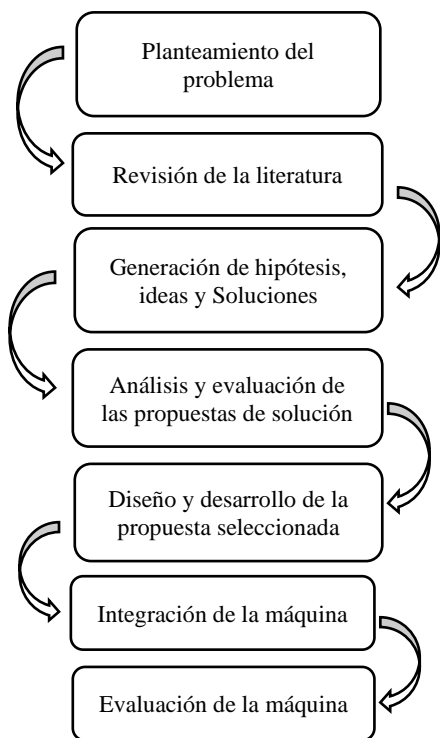 Planteamiento del
problema
Revisión de la literatura
Generación de hipótesis,
ideas y Soluciones
Análisis y evaluación de
las propuestas de solución
Diseño y desarrollo de la
propuesta seleccionada
Integración de la máquina
Evaluación de la máquina